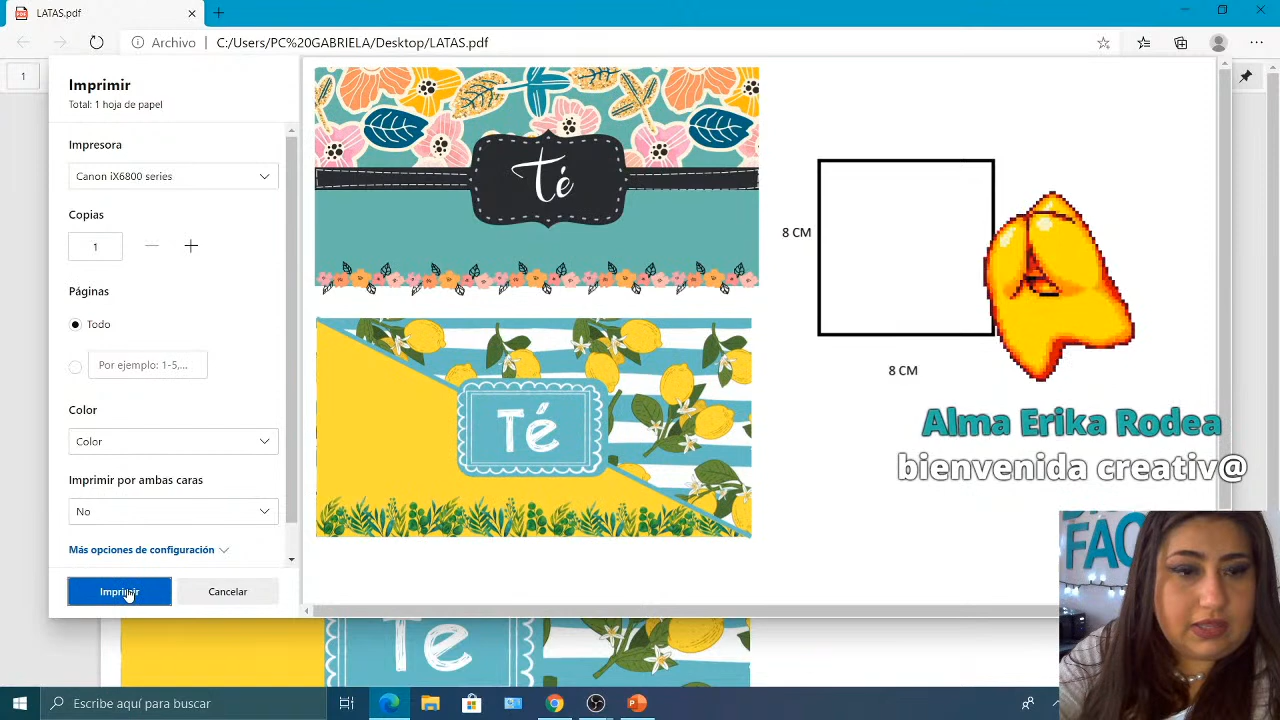 LATAS.pdf
Archivo
C:/Users/PC%20GABRIELA/Desktop/LATAS.pdf
1
Imprimir
Total: 1 hoja de papel
Impresora
Canon iX6800 series
Copias
1
Páginas
Todo
Por ejemplo: 1-5,...
Color
Color
Imprimir por ambas caras
No
Más opciones de configuración
Imprimir
Cancelar
Té
8 CM
8 CM
Té
Alma Erika Rodea
bienvenida creativ@
FAC
Té
Escribe aquí para buscar